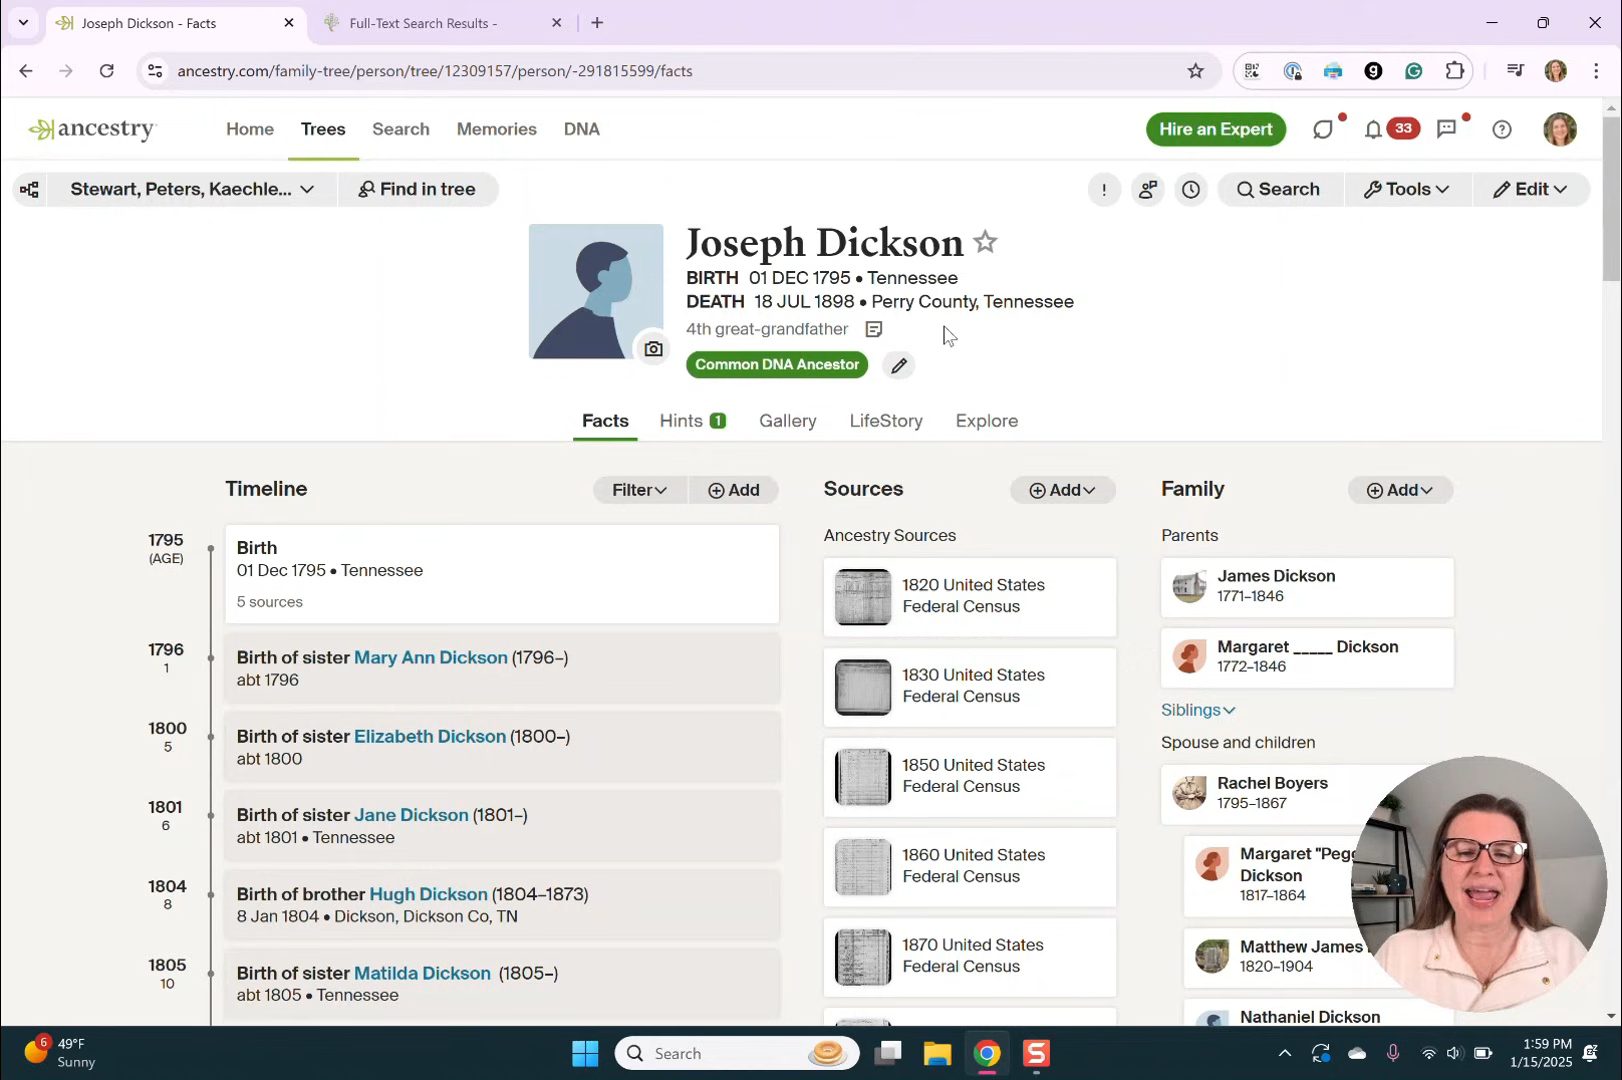 Joseph Dickson - Facts
Full-Text Search Results -
ancestry.com/family-tree/person/tree/12309157/person/-291815599/facts
ancestry
Home
Trees
Search
Memories
DNA
Hire an Expert
33
Stewart, Peters, Kaechle...
Find in tree
!
Search
Tools
Edit
Joseph Dickson
BIRTH 01 DEC 1795 • Tennessee
DEATH 18 JUL 1898 • Perry County, Tennessee
4th great-grandfather
Common DNA Ancestor
Facts
Hints 1
Gallery
LifeStory
Explore
Timeline
Filter
Add
1795
(AGE)
Birth
01 Dec 1795 • Tennessee
5 sources
1796
1
Birth of sister Mary Ann Dickson (1796–)
abt 1796
1800
5
Birth of sister Elizabeth Dickson (1800–)
abt 1800
1801
6
Birth of sister Jane Dickson (1801–)
abt 1801 • Tennessee
1804
8
Birth of brother Hugh Dickson (1804–1873)
8 Jan 1804 • Dickson, Dickson Co, TN
1805
10
Birth of sister Matilda Dickson (1805–)
abt 1805 • Tennessee
Sources
Add
Ancestry Sources
1820 United States
Federal Census
1830 United States
Federal Census
1850 United States
Federal Census
1860 United States
Federal Census
1870 United States
Federal Census
Family
Add
Parents
James Dickson
1771–1846
Margaret _____ Dickson
1772–1846
Siblings
Spouse and children
Rachel Boyers
1795–1867
Margaret "Pegg
Dickson
1817–1864
Matthew James
1820–1904
Nathaniel Dickson
6
49°F
Sunny
Search
S
1:59 PM
1/15/2025